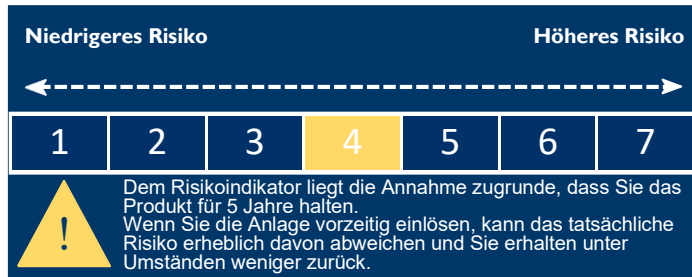 Niedrigeres Risiko Höheres Risiko
1 2 3 4 5 6 7
Dem Risikoindikator liegt die Annahme zugrunde, dass Sie das
Produkt für 5 Jahre halten.
Wenn Sie die Anlage vorzeitig einlösen, kann das tatsächliche
Risiko erheblich davon abweichen und Sie erhalten unter
Umständen weniger zurück.
!